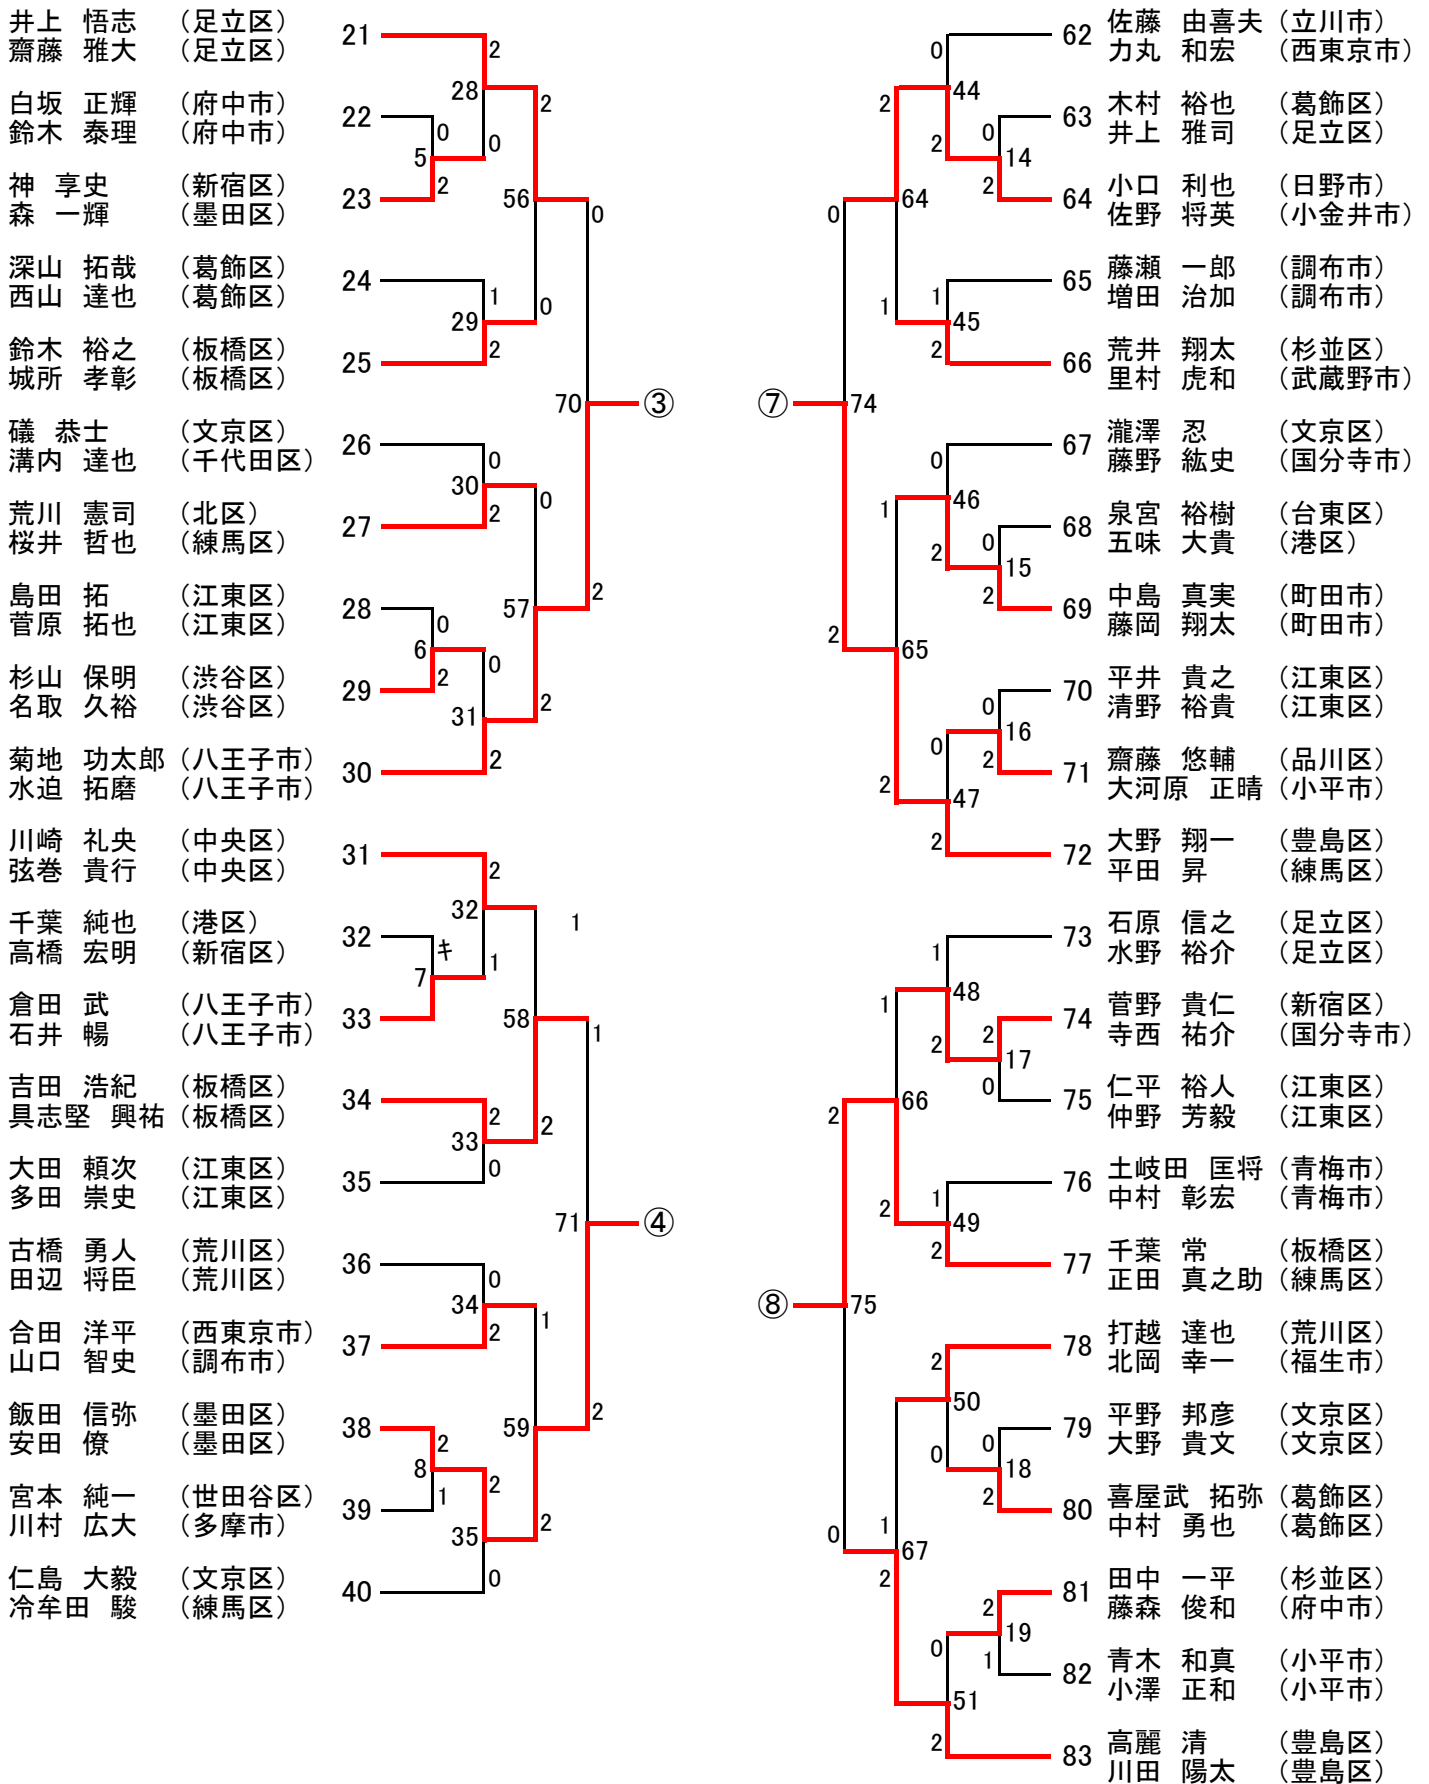 井上 悟志 （足立区）
齋藤 雅大 （足立区）
21
白坂 正輝 （府中市）
鈴木 泰理 （府中市）
22
神 享史 （新宿区）
森 一輝 （墨田区）
23
深山 拓哉 （葛飾区）
西山 達也 （葛飾区）
24
鈴木 裕之 （板橋区）
城所 孝彰 （板橋区）
25
礒 恭士 （文京区）
溝内 達也 （千代田区）
26
荒川 憲司 （北区）
桜井 哲也 （練馬区）
27
島田 拓 （江東区）
菅原 拓也 （江東区）
28
杉山 保明 （渋谷区）
名取 久裕 （渋谷区）
29
菊地 功太郎 （八王子市）
水迫 拓磨 （八王子市）
30
川崎 礼央 （中央区）
弦巻 貴行 （中央区）
31
千葉 純也 （港区）
高橋 宏明 （新宿区）
32
倉田 武 （八王子市）
石井 暢 （八王子市）
33
吉田 浩紀 （板橋区）
具志堅 興祐 （板橋区）
34
大田 頼次 （江東区）
多田 崇史 （江東区）
35
古橋 勇人 （荒川区）
田辺 将臣 （荒川区）
36
合田 洋平 （西東京市）
山口 智史 （調布市）
37
飯田 信弥 （墨田区）
安田 僚 （墨田区）
38
宮本 純一 （世田谷区）
川村 広大 （多摩市）
39
仁島 大毅 （文京区）
冷牟田 駿 （練馬区）
40
2
28
2
0
0
5
2
56
0
1
0
29
2
70
③
0
30
0
2
2
57
0
6
0
2
2
31
2
2
32
1
キ
1
7
58
1
2
2
33
0
71
④
0
34
1
2
2
59
2
8
2
1
2
35
0
62
佐藤 由喜夫 （立川市）
力丸 和宏 （西東京市）
63
木村 裕也 （葛飾区）
井上 雅司 （足立区）
64
小口 利也 （日野市）
佐野 将英 （小金井市）
65
藤瀬 一郎 （調布市）
増田 治加 （調布市）
66
荒井 翔太 （杉並区）
里村 虎和 （武蔵野市）
67
瀧澤 忍 （文京区）
藤野 紘史 （国分寺市）
68
泉宮 裕樹 （台東区）
五味 大貴 （港区）
69
中島 真実 （町田市）
藤岡 翔太 （町田市）
70
平井 貴之 （江東区）
清野 裕貴 （江東区）
71
齋藤 悠輔 （品川区）
大河原 正晴 （小平市）
72
大野 翔一 （豊島区）
平田 昇 （練馬区）
73
石原 信之 （足立区）
水野 裕介 （足立区）
74
菅野 貴仁 （新宿区）
寺西 祐介 （国分寺市）
75
仁平 裕人 （江東区）
仲野 芳毅 （江東区）
76
土岐田 匡将 （青梅市）
中村 彰宏 （青梅市）
77
千葉 常 （板橋区）
正田 真之助 （練馬区）
78
打越 達也 （荒川区）
北岡 幸一 （福生市）
79
平野 邦彦 （文京区）
大野 貴文 （文京区）
80
喜屋武 拓弥 （葛飾区）
中村 勇也 （葛飾区）
81
田中 一平 （杉並区）
藤森 俊和 （府中市）
82
青木 和真 （小平市）
小澤 正和 （小平市）
83
高麗 清 （豊島区）
川田 陽太 （豊島区）
0
44
2
0
2
14
2
64
0
1
1
45
2
⑦
74
0
46
1
0
2
15
2
2
65
0
16
0
2
2
47
2
1
48
1
2
2
17
0
66
2
1
2
49
2
⑧
75
2
50
0
0
18
2
1
0
67
2
2
19
0
1
51
2